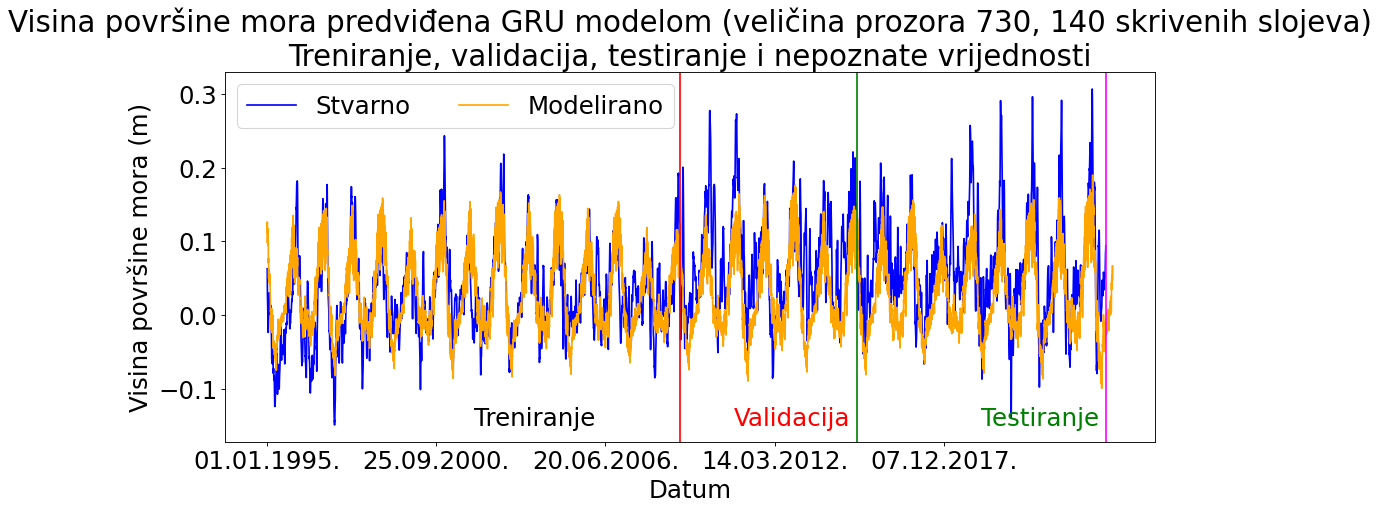 Visina površine mora predviđena GRU modelom (veličina prozora 730, 140 skrivenih slojeva)
Treniranje, validacija, testiranje i nepoznate vrijednosti
Stvarno Modelirano
Visina površine mora (m)
0.3
0.2
0.1
0.0
−0.1
Treniranje Validacija Testiranje
01.01.1995. 25.09.2000. 20.06.2006. 14.03.2012. 07.12.2017.
Datum